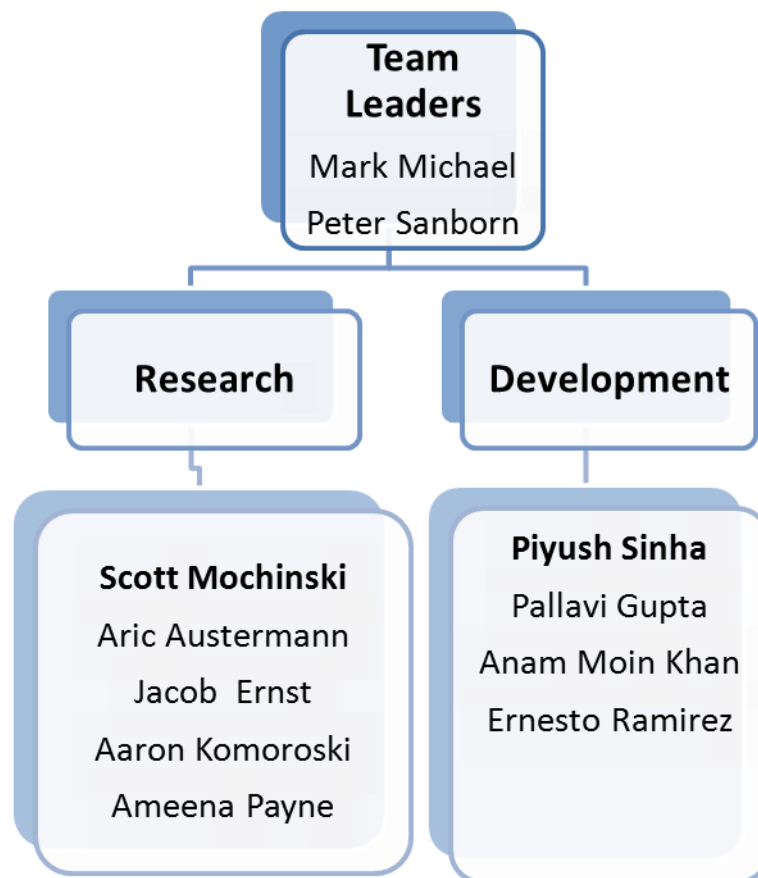 Team
Leaders
Mark Michael
Peter Sanborn
Research
Development
Scott Mochinski
Aric Austermann
Jacob Ernst
Aaron Komoroski
Ameena Payne
Piyush Sinha
Pallavi Gupta
Anam Moin Khan
Ernesto Ramirez